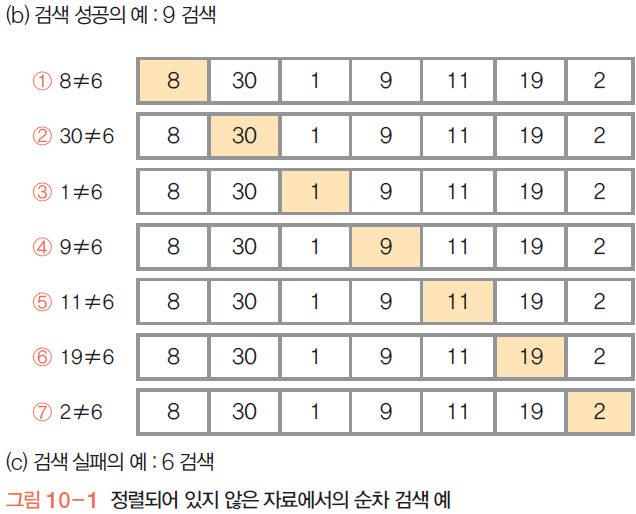 (b) 검색 성공의 예 : 9 검색
① 8≠6 8 30 1 9 11 19 2
② 30≠6 8 30 1 9 11 19 2
③ 1≠6 8 30 1 9 11 19 2
④ 9≠6 8 30 1 9 11 19 2
⑤ 11≠6 8 30 1 9 11 19 2
⑥ 19≠6 8 30 1 9 11 19 2
⑦ 2≠6 8 30 1 9 11 19 2
(c) 검색 실패의 예 : 6 검색
그림 10-1 정렬되어 있지 않은 자료에서의 순차 검색 예